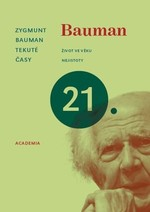 ZYGMUNT
BAUMAN
TEKUTÉ
ČASY
Bauman
ŽIVOT VE VĚKU
NEJISTOTY
21.
ACADEMIA